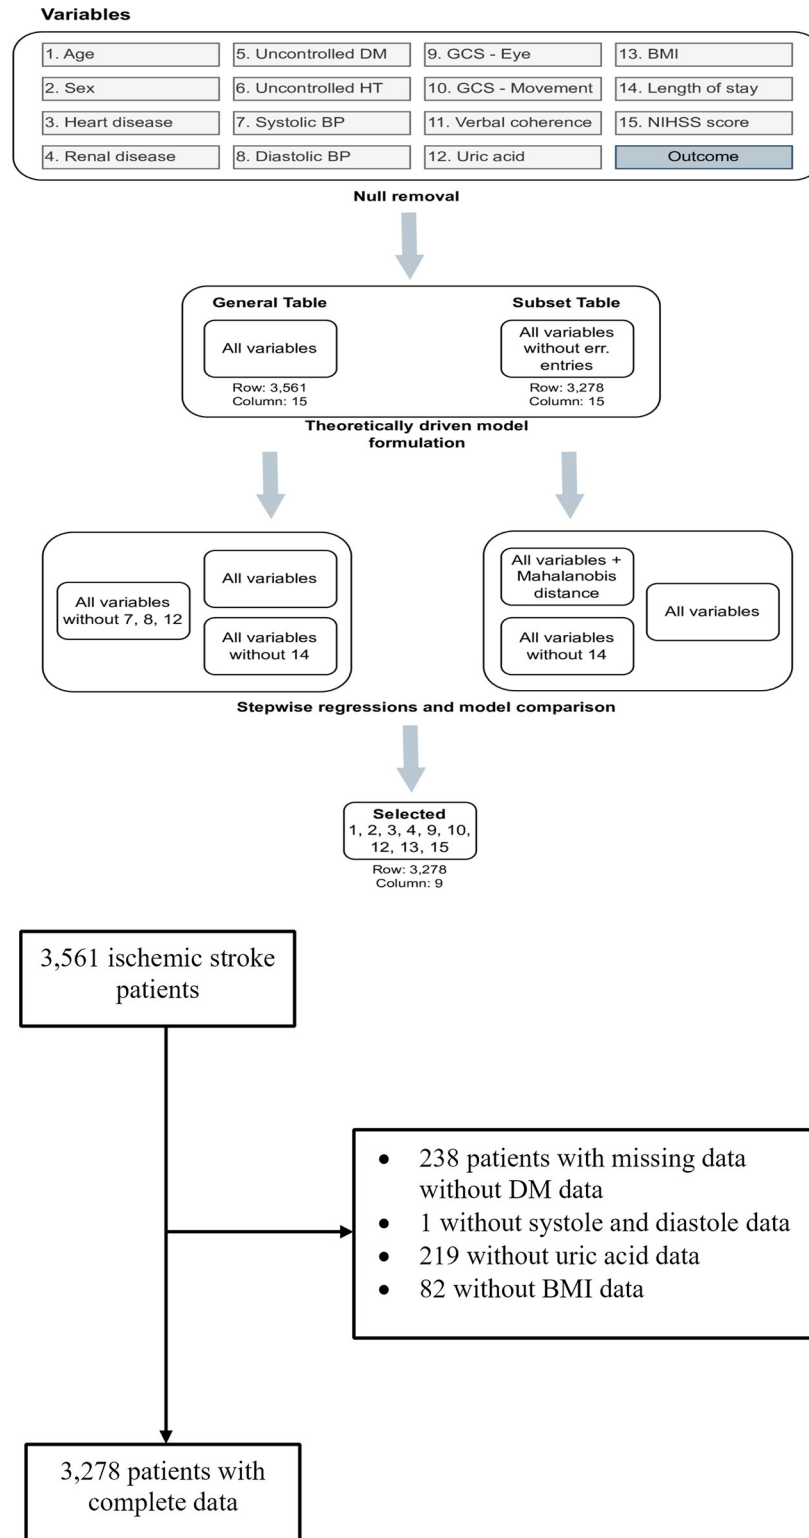 Variables
1. Age
5. Uncontrolled DM
9. GCS - Eye
13. BMI
2. Sex
6. Uncontrolled HT
10. GCS - Movement
14. Length of stay
3. Heart disease
7. Systolic BP
11. Verbal coherence
15. NIHSS score
4. Renal disease
8. Diastolic BP
12. Uric acid
Outcome
Null removal
General Table
All variables
Row: 3,561
Column: 15
Subset Table
All variables
without err.
entries
Row: 3,278
Column: 15
Theoretically driven model
formulation
All variables
without 7, 8, 12
All variables
All variables
without 14
All variables +
Mahalanobis
distance
All variables
without 14
All variables
Stepwise regressions and model comparison
Selected
1, 2, 3, 4, 9, 10,
12, 13, 15
Row: 3,278
Column: 9
3,561 ischemic stroke
patients
• 238 patients with missing data
without DM data
• 1 without systole and diastole data
• 219 without uric acid data
• 82 without BMI data
3,278 patients with
complete data